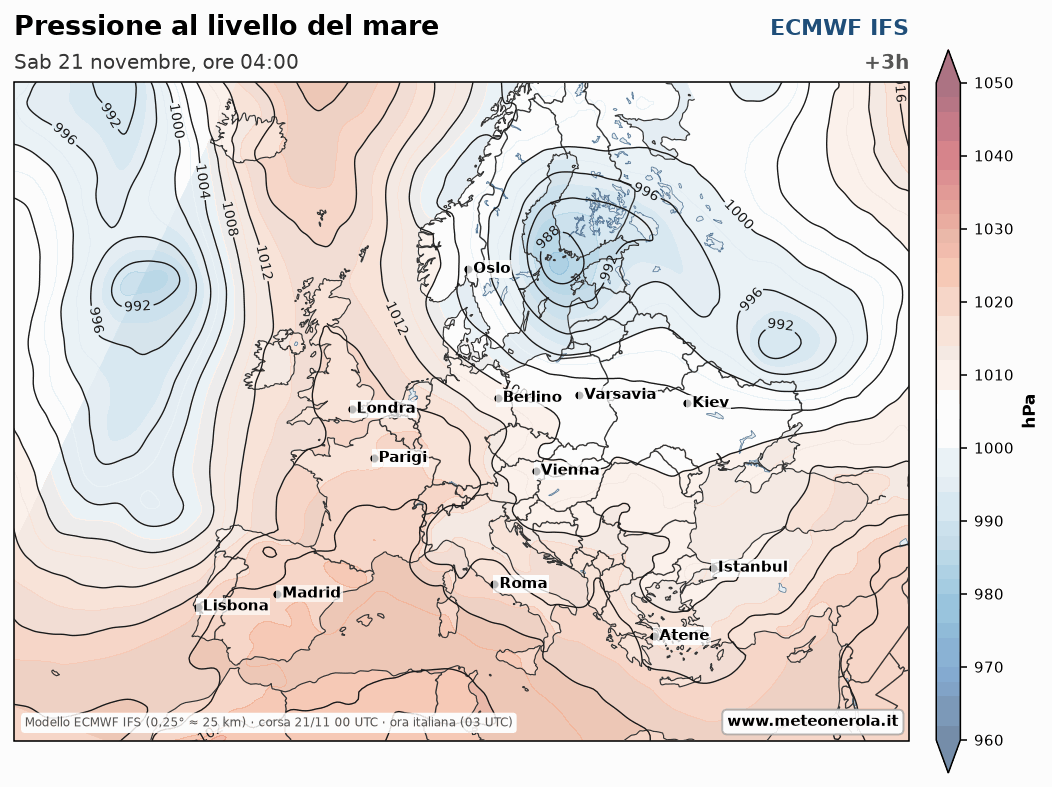 Pressione al livello del mare
ECMWF IFS
Sab 21 novembre, ore 04:00
+3h
992
996
1000
1004
1008
1012
992
996
1012
988
992
996
1000
996
992
16
Oslo
Berlino
Varsavia
Kiev
Londra
Parigi
Vienna
Istanbul
Roma
Madrid
Lisbona
Atene
Modello ECMWF IFS (0,25° ≈ 25 km) · corsa 21/11 00 UTC · ora italiana (03 UTC)
www.meteonerola.it
1050
1040
1030
1020
1010
1000
990
980
970
960
hPa